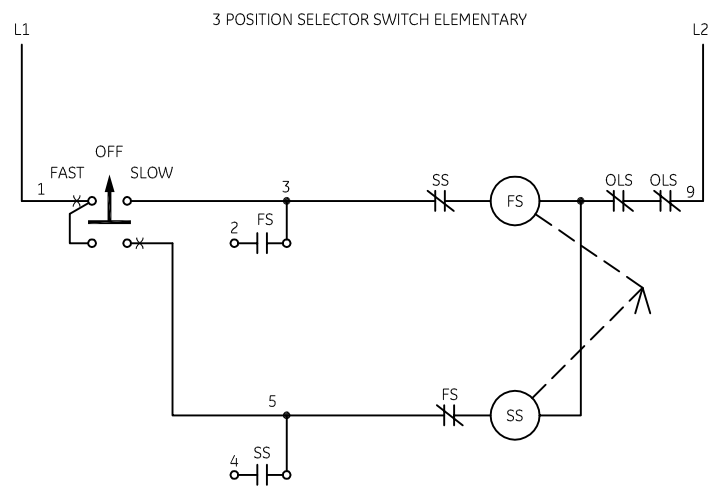 3 POSITION SELECTOR SWITCH ELEMENTARY
L1
L2
OFF
FAST
SLOW
1
3
SS
FS
OLS
OLS
9
2
FS
5
FS
SS
4
SS